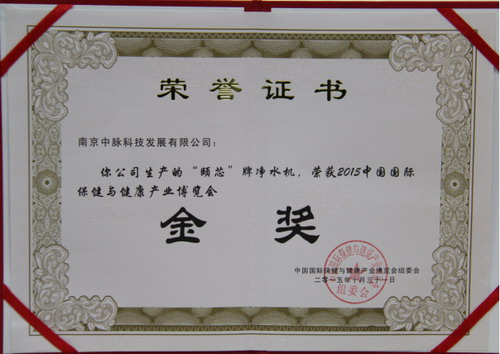 荣誉证书
南京中脉科技发展有限公司：
你公司生产的“颐芯”牌净水机，荣获2015中国国际
保健与健康产业博览会
金奖
中国国际保健与健康产业博览会组委会
二零一五年十月三十一日
组委会